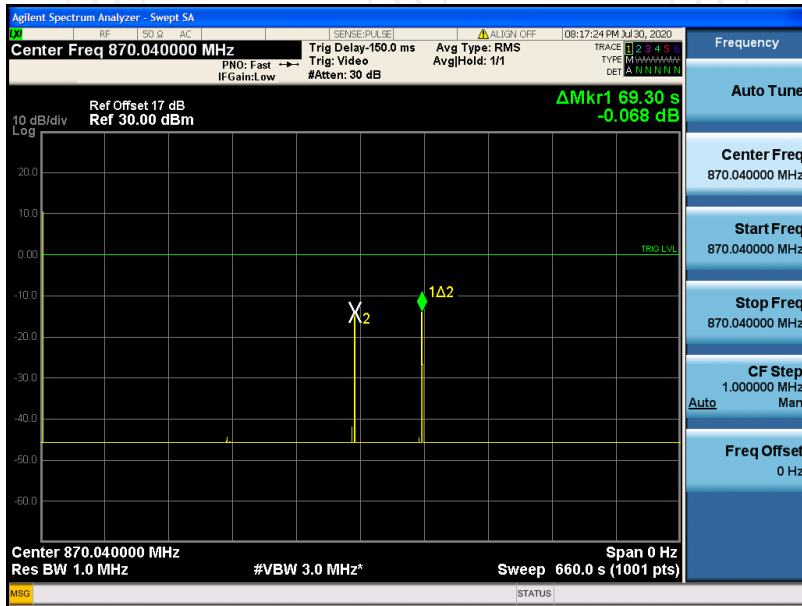 Agilent Spectrum Analyzer - Swept SA
LXI RF 50 Ω AC SENSE:PULSE ALIGN OFF 08:17:24 PM Jul 30, 2020
Center Freq 870.040000 MHz
PNO: Fast
IFGain:Low
Trig Delay-150.0 ms
Trig: Video
#Atten: 30 dB
Avg Type: RMS
Avg|Hold: 1/1
TRACE 1 2 3 4 5 6
TYPE M
DET A N N N N N
Ref Offset 17 dB
10 dB/div Ref 30.00 dBm
Log
ΔMkr1 69.30 s
-0.068 dB
20.0
10.0
0.00
TRIG LVL
-10.0
1Δ2
X2
-20.0
-30.0
-40.0
-50.0
-60.0
Center 870.040000 MHz Span 0 Hz
Res BW 1.0 MHz #VBW 3.0 MHz* Sweep 660.0 s (1001 pts)
MSG STATUS
Frequency
Auto Tune
Center Freq
870.040000 MHz
Start Freq
870.040000 MHz
Stop Freq
870.040000 MHz
CF Step
1.000000 MHz
Auto Man
Freq Offset
0 Hz